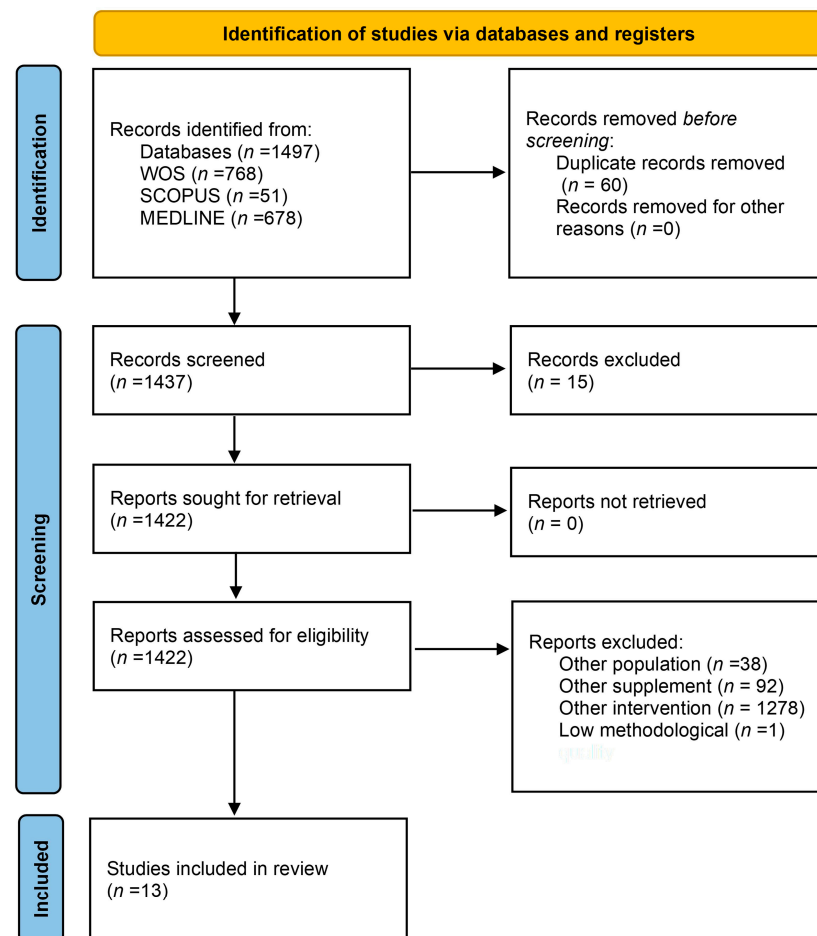 Identification of studies via databases and registers
Identification
Records identified from:
Databases (n =1497)
WOS (n =768)
SCOPUS (n =51)
MEDLINE (n =678)
Records removed before
screening:
Duplicate records removed
(n = 60)
Records removed for other
reasons (n =0)
Screening
Records screened
(n =1437)
Records excluded
(n = 15)
Reports sought for retrieval
(n =1422)
Reports not retrieved
(n = 0)
Reports assessed for eligibility
(n =1422)
Reports excluded:
Other population (n =38)
Other supplement (n = 92)
Other intervention (n = 1278)
Low methodological (n =1)
quality
Included
Studies included in review
(n =13)